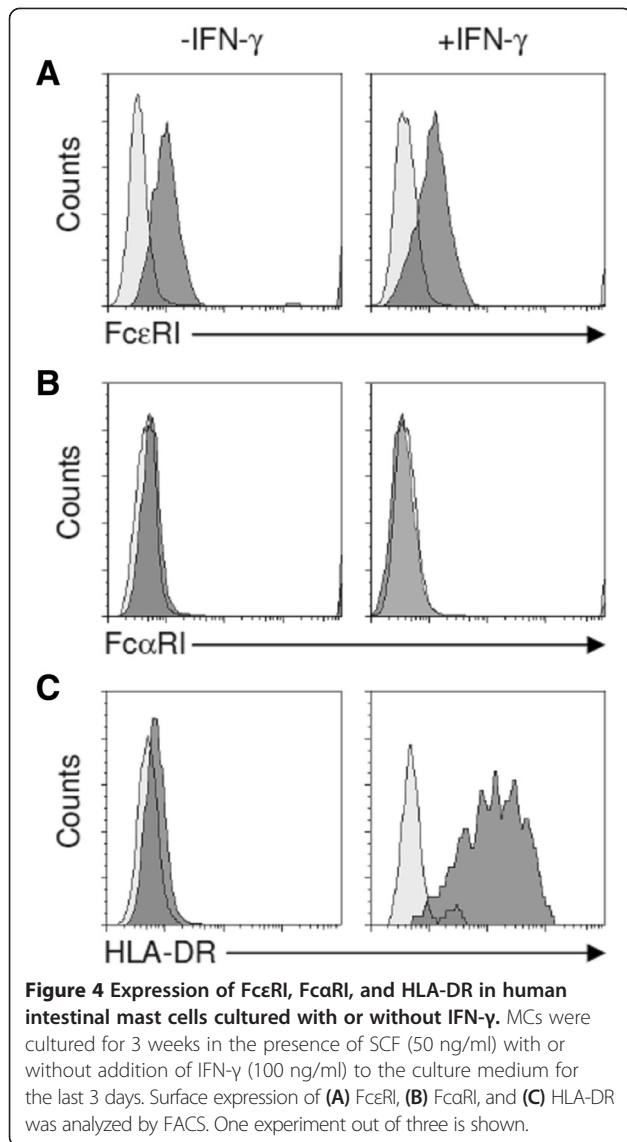 -IFN-γ +IFN-γ
A
Counts
FcεRI
B
Counts
FcαRI
C
Counts
HLA-DR
Figure 4 Expression of FcεRI, FcαRI, and HLA-DR in human
intestinal mast cells cultured with or without IFN-γ. MCs were
cultured for 3 weeks in the presence of SCF (50 ng/ml) with or
without addition of IFN-γ (100 ng/ml) to the culture medium for
the last 3 days. Surface expression of (A) FcεRI, (B) FcαRI, and (C) HLA-DR
was analyzed by FACS. One experiment out of three is shown.